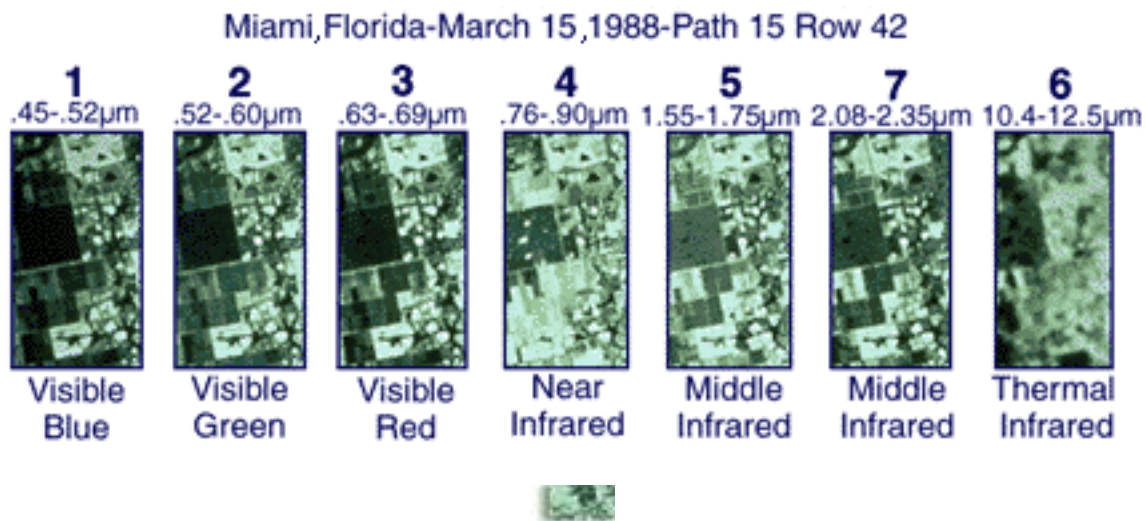 Miami,Florida-March 15,1988-Path 15 Row 42
1 2 3 4 5 7 6
.45-.52µm .52-.60µm .63-.69µm .76-.90µm 1.55-1.75µm 2.08-2.35µm 10.4-12.5µm
Visible Visible Visible Near Middle Middle Thermal
Blue Green Red Infrared Infrared Infrared Infrared